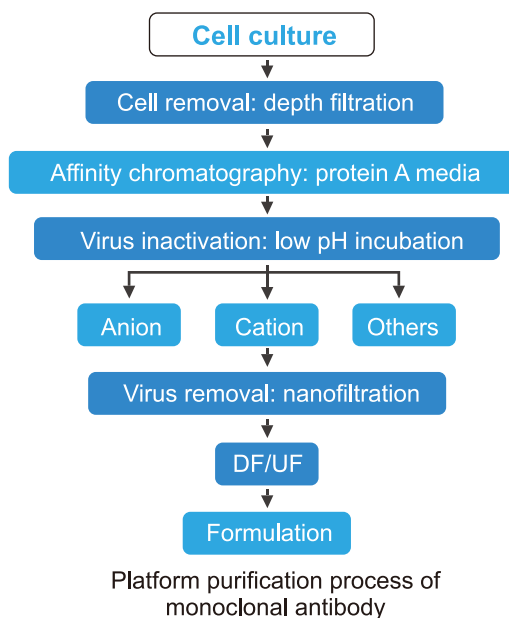 Cell culture
Cell removal: depth filtration
Affinity chromatography: protein A media
Virus inactivation: low pH incubation
Anion
Cation
Others
Virus removal: nanofiltration
DF/UF
Formulation
Platform purification process of
monoclonal antibody